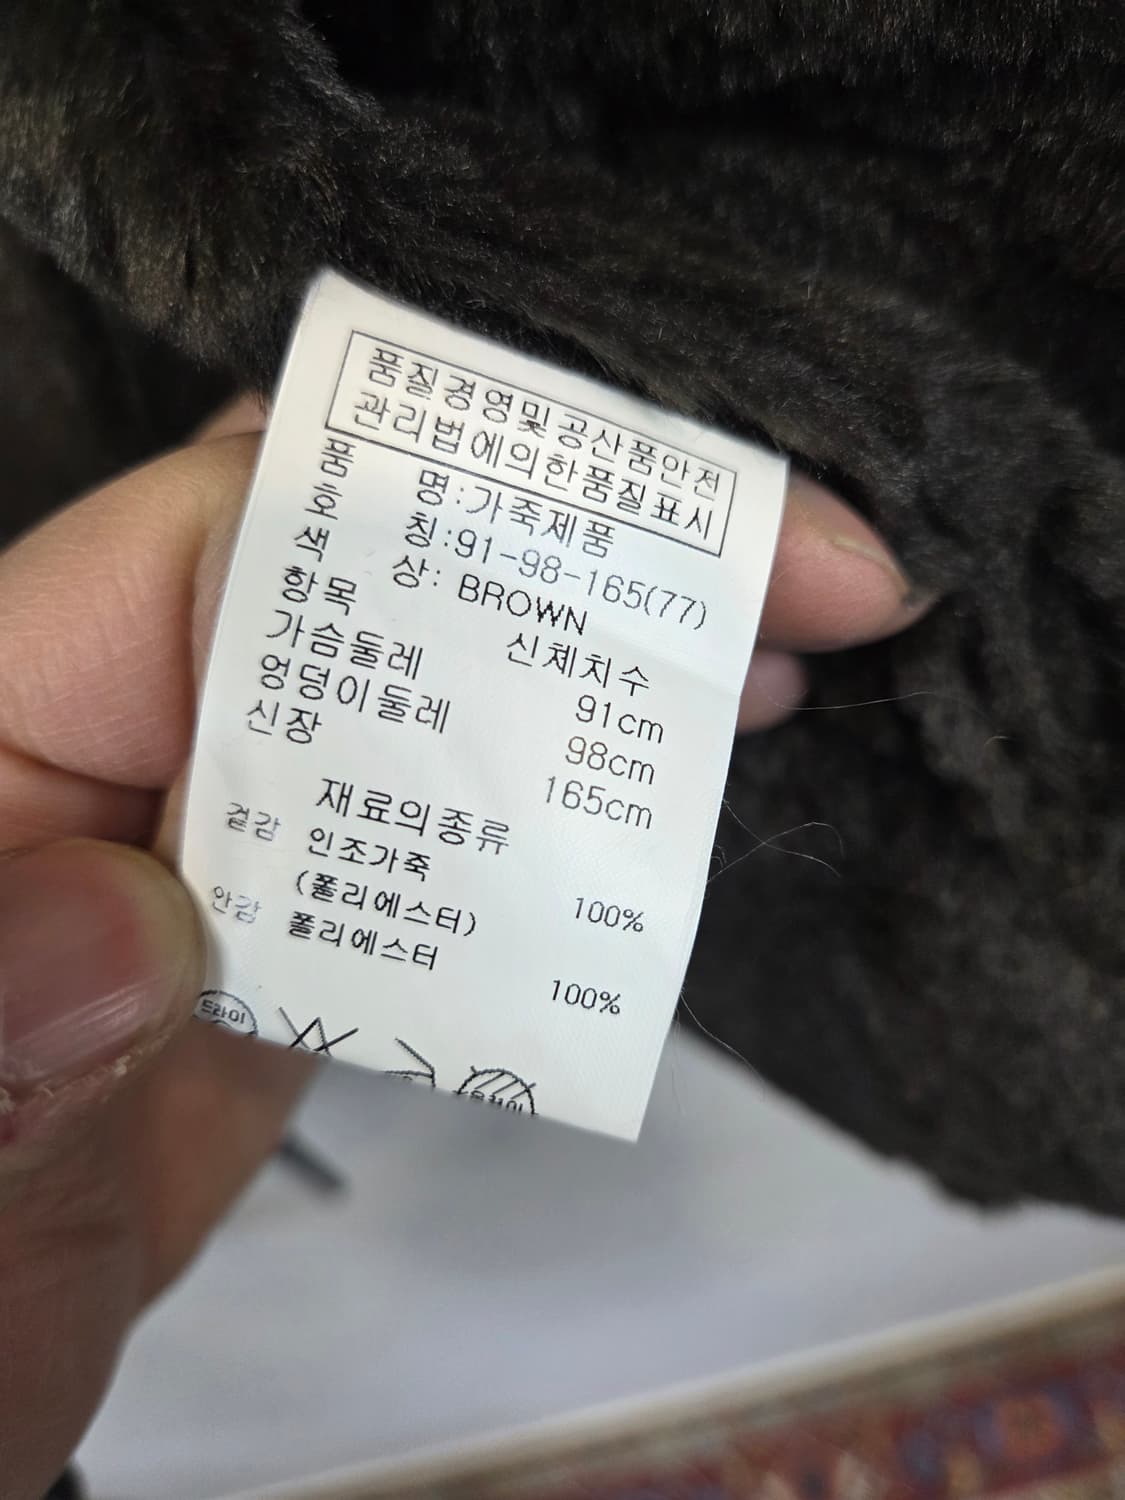 품질경영및공산품안전
관리법에의한품질표시
품 명:가죽제품
호 칭:91-98-165(77)
색 상: BROWN
항목 신체치수
가슴둘레 91cm
엉덩이둘레 98cm
신장 165cm
재료의종류
겉감 인조가죽
(폴리에스터) 100%
안감 폴리에스터
100%
드라이